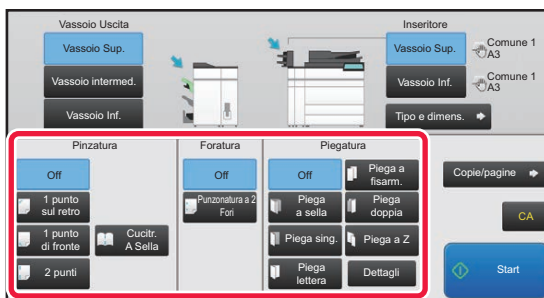 Vassoio Uscita
Inseritore
Vassoio Sup.
Vassoio intermed.
Vassoio Inf.
Vassoio Sup.
Comune 1
A3
Vassoio Inf.
Comune 1
A3
Tipo e dimens.
Pinzatura
Foratura
Piegatura
Off
1 punto
sul retro
1 punto
di fronte
Cucitr.
A Sella
2 punti
Off
Punzonatura a 2
Fori
Off
Piega a
fisarm.
Piega
a sella
Piega
doppia
Piega sing.
Piega a Z
Piega
lettera
Dettagli
Copie/pagine
CA
Start